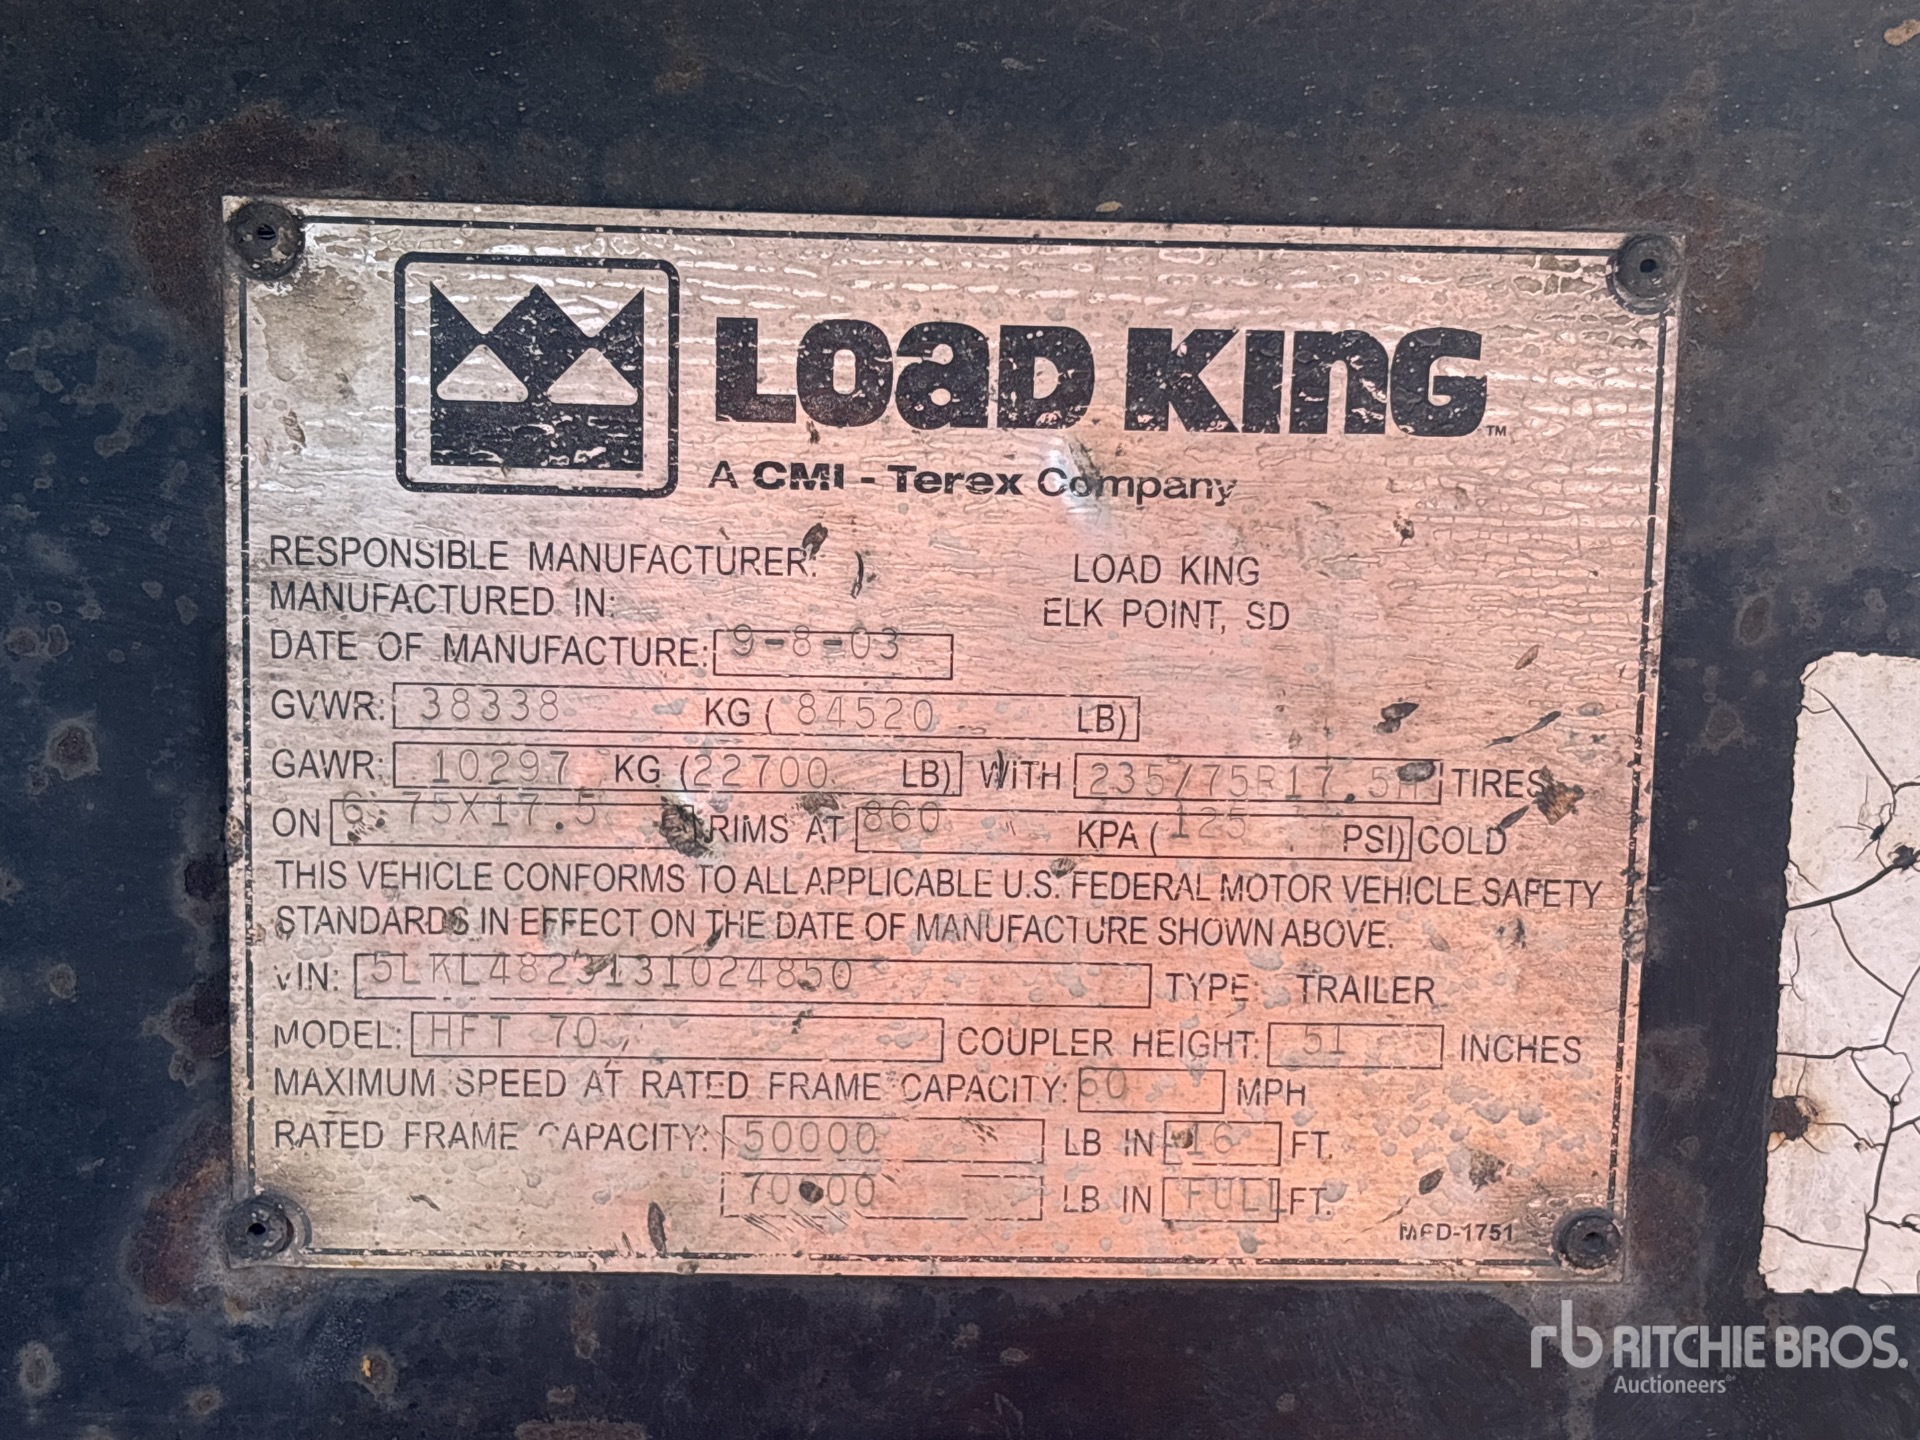 LOAD KING™
A CMI - Terex Company
RESPONSIBLE MANUFACTURER: LOAD KING
MANUFACTURED IN: ELK POINT, SD
DATE OF MANUFACTURE: 9-8-03
GVWR: 38338 KG ( 84520 LB)
GAWR: 10297 KG (22700 LB) WITH 235/75R17.5H TIRES
ON 6.75X17.5 RIMS AT 860 KPA ( 125 PSI) COLD
THIS VEHICLE CONFORMS TO ALL APPLICABLE U.S. FEDERAL MOTOR VEHICLE SAFETY
STANDARDS IN EFFECT ON THE DATE OF MANUFACTURE SHOWN ABOVE.
VIN: 5LKL4823131024850 TYPE: TRAILER
MODEL: HFT 70 COUPLER HEIGHT: 51 INCHES
MAXIMUM SPEED AT RATED FRAME CAPACITY: 60 MPH
RATED FRAME CAPACITY: 50000 LB IN 16 FT.
70000 LB IN FULL FT.
MFD-1751
rb RITCHIE BROS.
Auctioneers